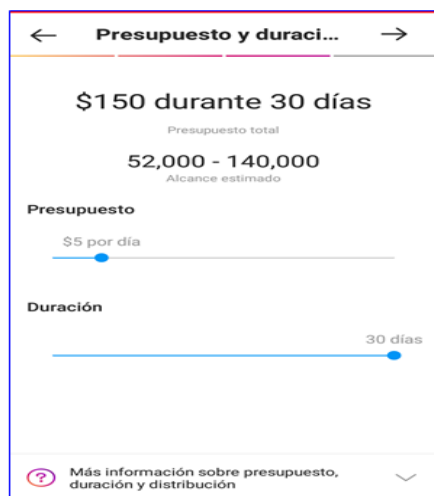 Presupuesto y duraci...
$150 durante 30 días
Presupuesto total
52,000 - 140,000
Alcance estimado
Presupuesto
$5 por día
Duración
30 días
Más información sobre presupuesto,
duración y distribución